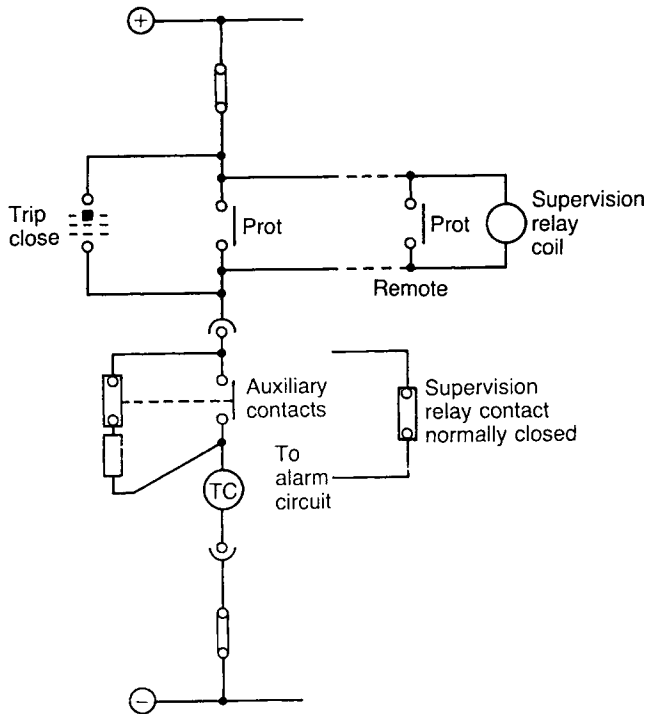 +
Trip
close
Prot
Prot
Supervision
relay
coil
Remote
Auxiliary
contacts
Supervision
relay contact
normally closed
To
alarm
circuit
TC
−